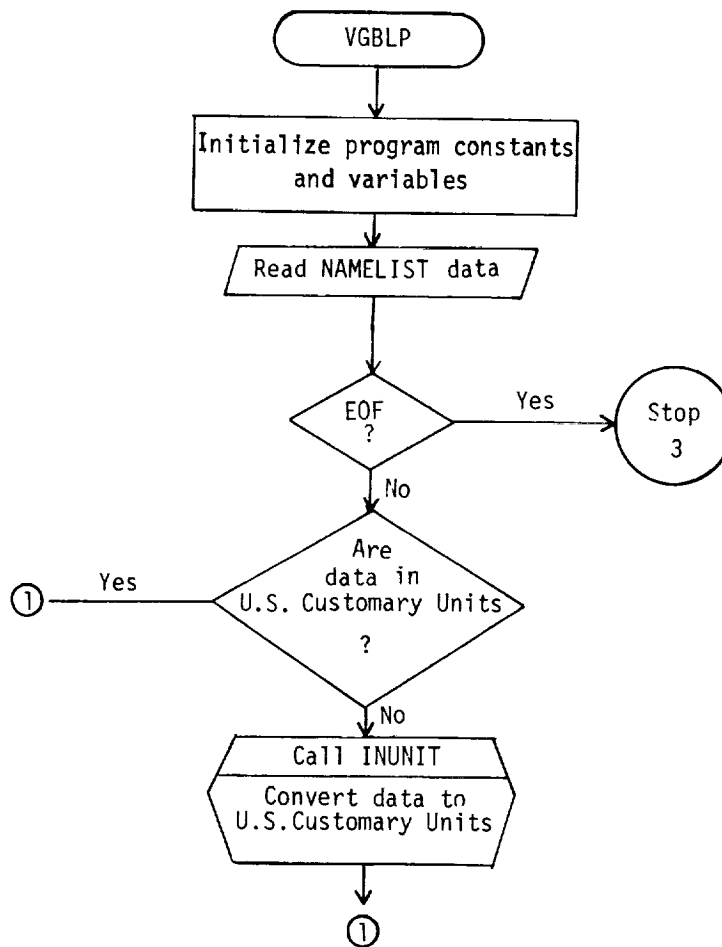 VGBLP
Initialize program constants
and variables
Read NAMELIST data
EOF
?
Yes
Stop
3
No
Are
data in
U.S. Customary Units
?
Yes
1
No
Call INUNIT
Convert data to
U.S.Customary Units
1